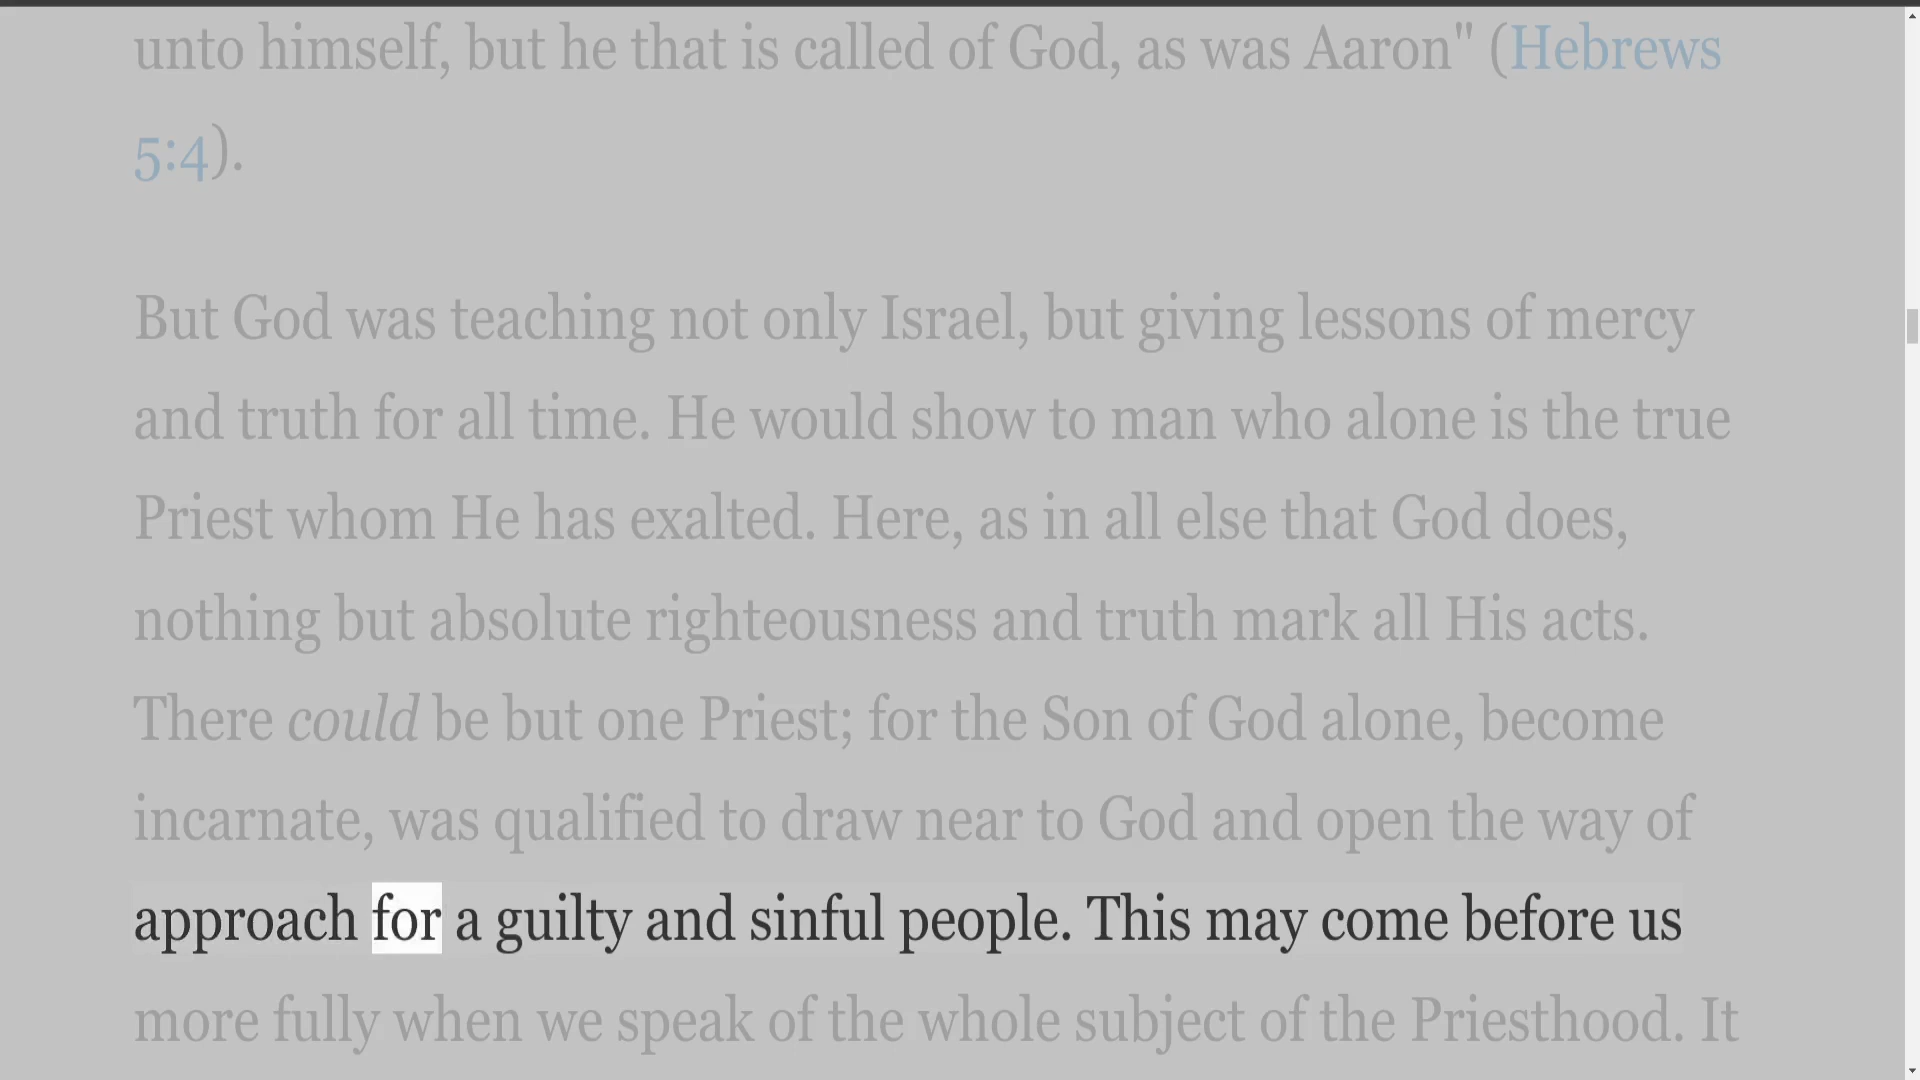 unto himself, but he that is called of God, as was Aaron" (Hebrews
5:4).
But God was teaching not only Israel, but giving lessons of mercy
and truth for all time. He would show to man who alone is the true
Priest whom He has exalted. Here, as in all else that God does,
nothing but absolute righteousness and truth mark all His acts.
There could be but one Priest; for the Son of God alone, become
incarnate, was qualified to draw near to God and open the way of
approach for a guilty and sinful people. This may come before us
more fully when we speak of the whole subject of the Priesthood. It